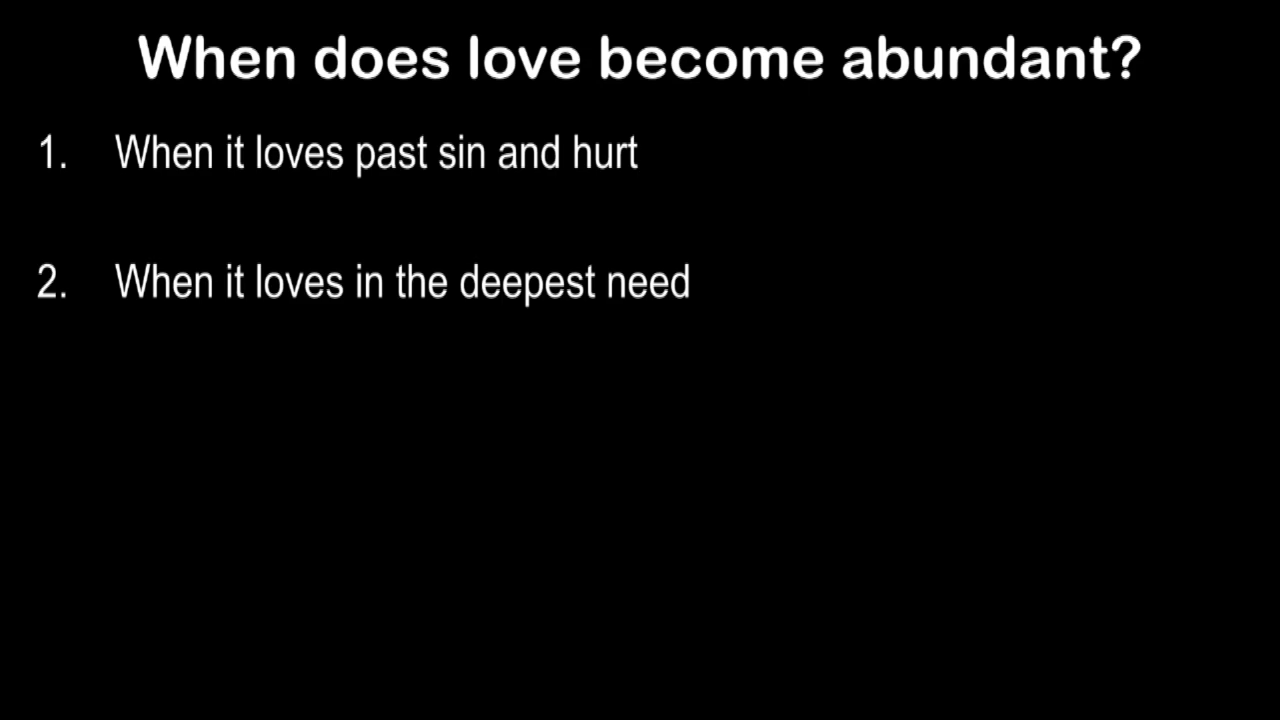 When does love become abundant?
1. When it loves past sin and hurt
2. When it loves in the deepest need